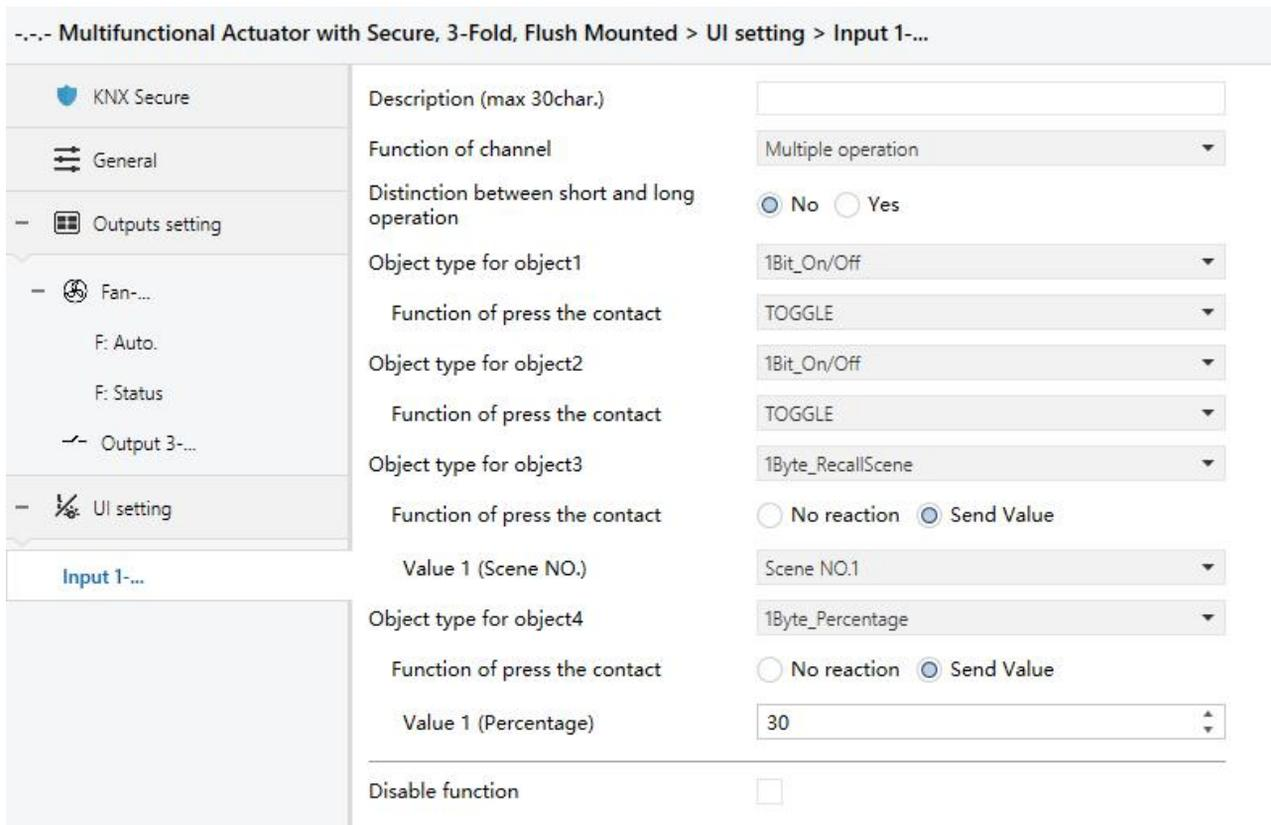 -.-.- Multifunctional Actuator with Secure, 3-Fold, Flush Mounted > UI setting > Input 1-...
KNX Secure
General
Outputs setting
Fan-...
F: Auto.
F: Status
Output 3-...
UI setting
Input 1-...
Description (max 30char.)
Function of channel Multiple operation
Distinction between short and long
operation No Yes
Object type for object1 1Bit_On/Off
Function of press the contact TOGGLE
Object type for object2 1Bit_On/Off
Function of press the contact TOGGLE
Object type for object3 1Byte_RecallScene
Function of press the contact No reaction Send Value
Value 1 (Scene NO.) Scene NO.1
Object type for object4 1Byte_Percentage
Function of press the contact No reaction Send Value
Value 1 (Percentage) 30
Disable function